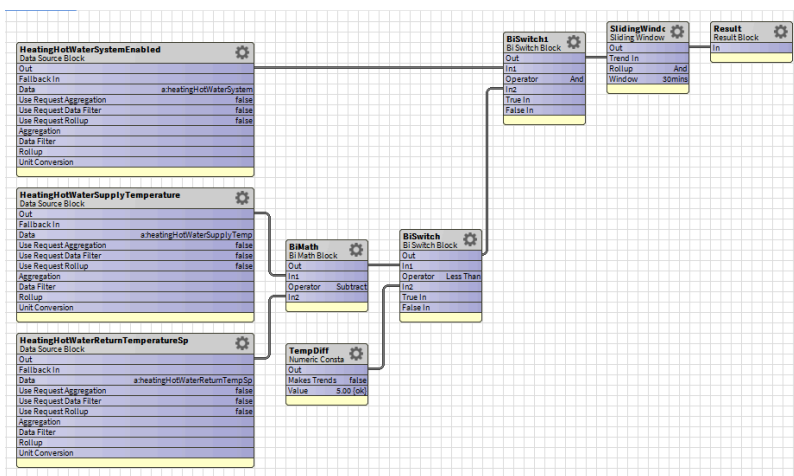 HeatingHotWaterSystemEnabled
Data Source Block
Out
Fallback In
Data a:heatingHotWaterSystem
Use Request Aggregation false
Use Request Data Filter false
Use Request Rollup false
Aggregation
Data Filter
Rollup
Unit Conversion
BiSwitch1
Bi Switch Block
Out
In1
Operator And
In2
True In
False In
SlidingWindc
Sliding Window
Out
Trend In
Rollup And
Window 30mins
Result
Result Block
In
HeatingHotWaterSupplyTemperature
Data Source Block
Out
Fallback In
Data a:heatingHotWaterSupplyTemp
Use Request Aggregation false
Use Request Data Filter false
Use Request Rollup false
Aggregation
Data Filter
Rollup
Unit Conversion
BiMath
Bi Math Block
Out
In1
Operator Subtract
In2
BiSwitch
Bi Switch Block
Out
In1
Operator Less Than
In2
True In
False In
HeatingHotWaterReturnTemperatureSp
Data Source Block
Out
Fallback In
Data a:heatingHotWaterReturnTempSp
Use Request Aggregation false
Use Request Data Filter false
Use Request Rollup false
Aggregation
Data Filter
Rollup
Unit Conversion
TempDiff
Numeric Consta
Out
Makes Trends false
Value 5.00 {ok}